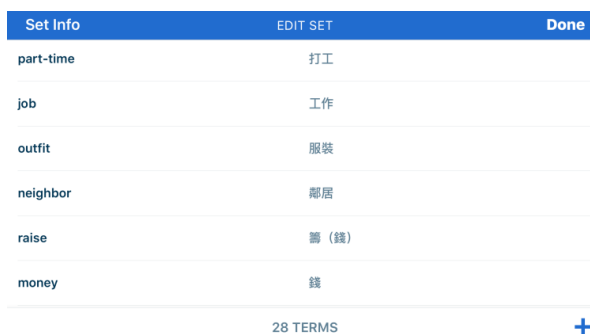 Set Info EDIT SET Done
part-time 打工
job 工作
outfit 服裝
neighbor 鄰居
raise 籌（錢）
money 錢
28 TERMS +